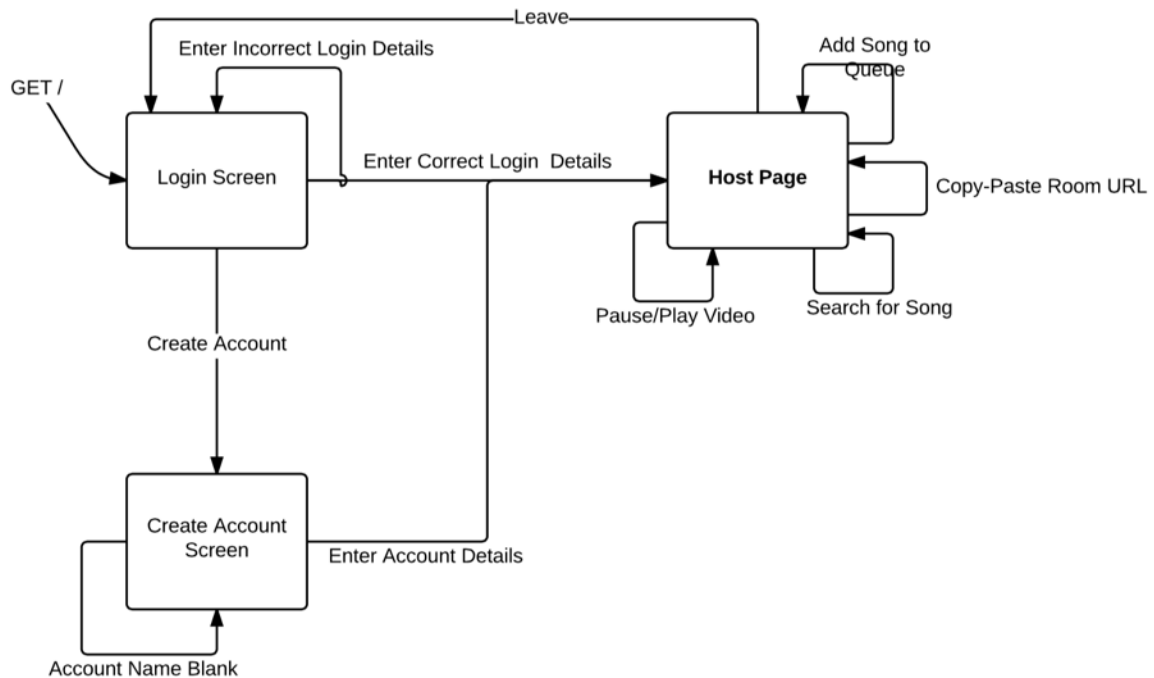 Leave
Enter Incorrect Login Details
Add Song to
Queue
GET /
Enter Correct Login  Details
Login Screen
Host Page
Copy-Paste Room URL
Pause/Play Video
Search for Song
Create Account
Create Account
Screen
Enter Account Details
Account Name Blank